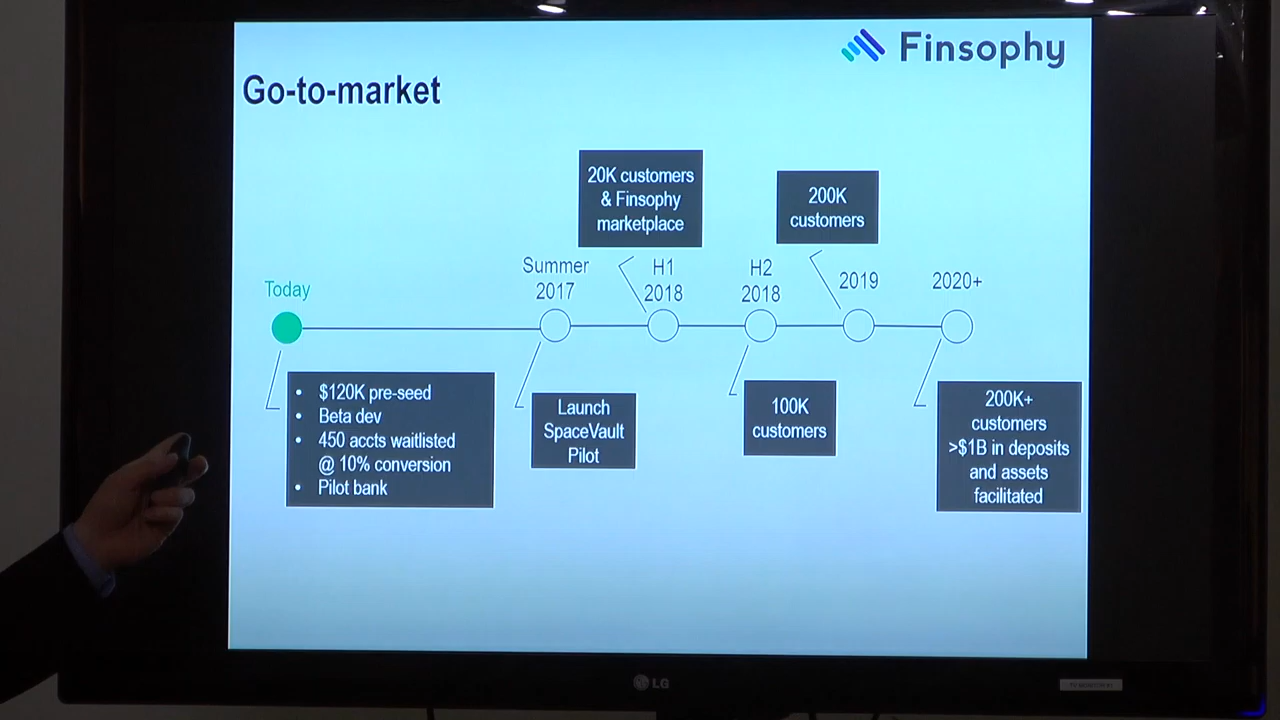 Finsophy
Go-to-market
20K customers
& Finsophy
marketplace
200K
customers
Today
Summer
2017
H1
2018
H2
2018
2019
2020+
• $120K pre-seed
• Beta dev
• 450 accts waitlisted
@ 10% conversion
• Pilot bank
Launch
SpaceVault
Pilot
100K
customers
200K+
customers
>$1B in deposits
and assets
facilitated
LG